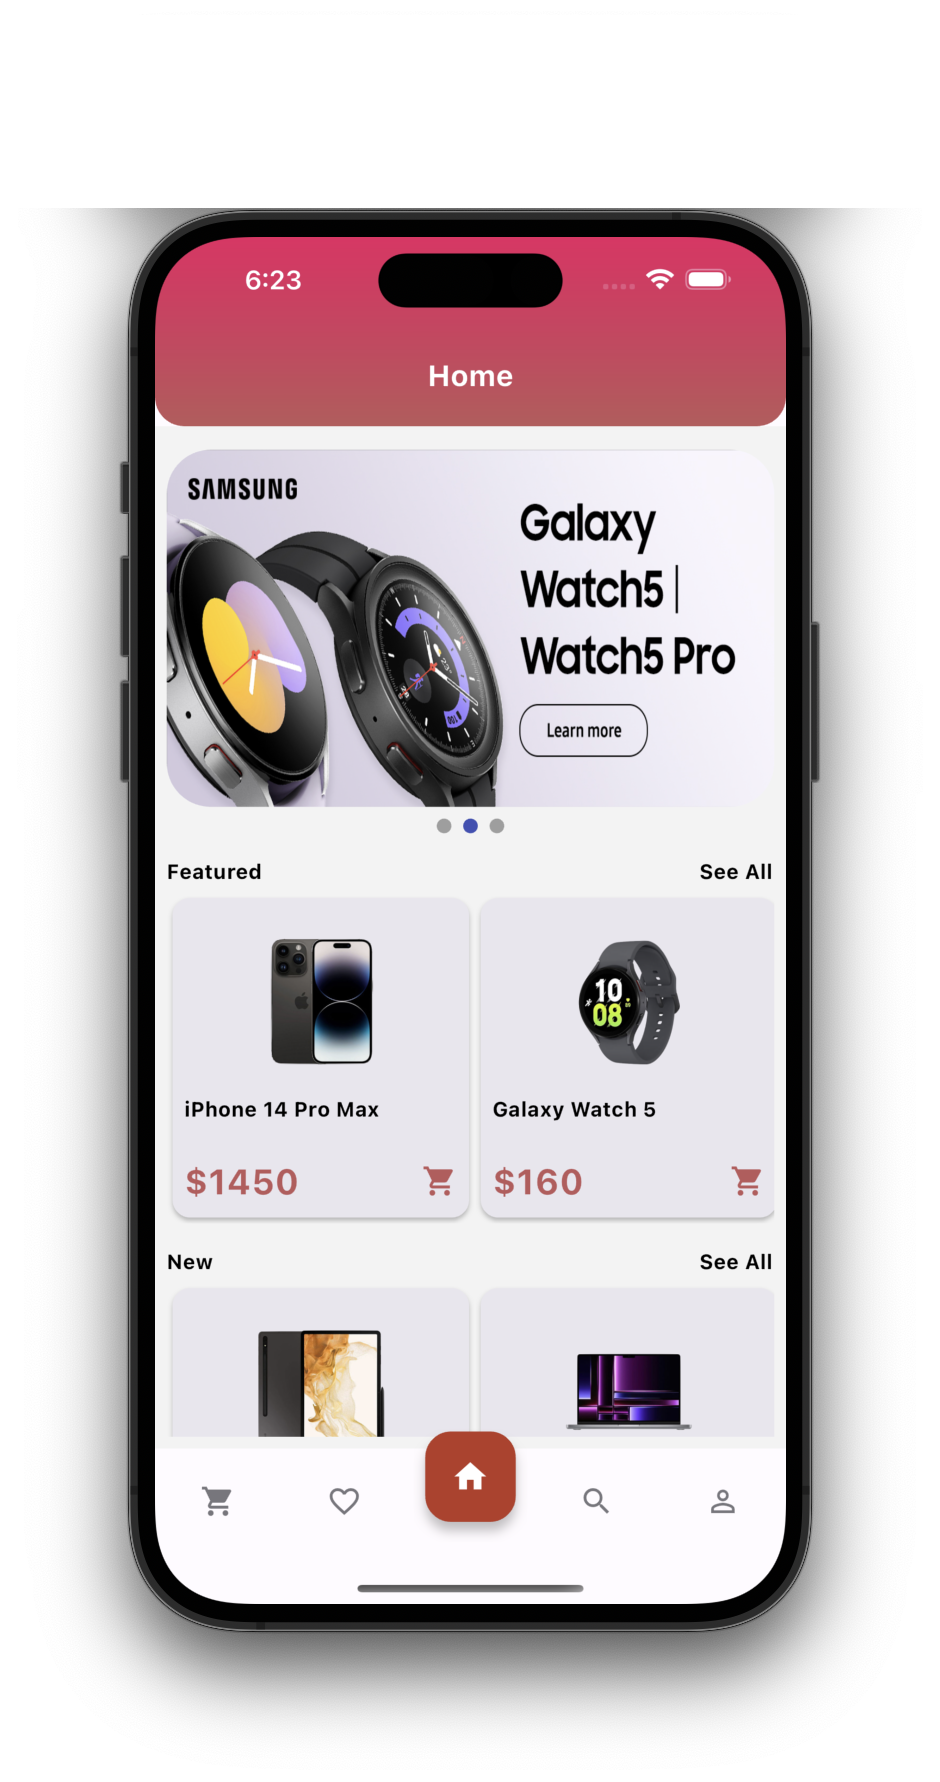 6:23
Home
SAMSUNG
Galaxy
Watch5 |
Watch5 Pro
Learn more
Featured
See All
10
08
iPhone 14 Pro Max
Galaxy Watch 5
$1450
$160
New
See All